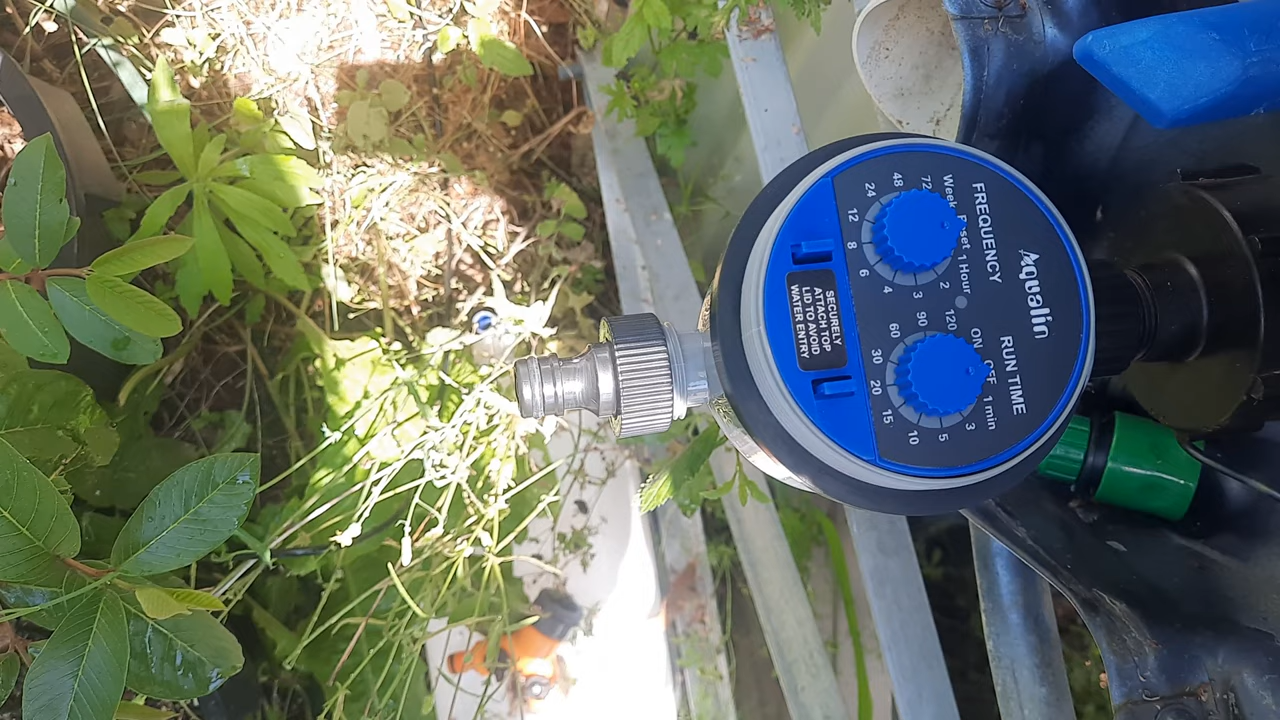 Aqualin
FREQUENCY
Week Reset 1 Hour
72
48
24
12
8
6
4
3
2
RUN TIME
ON OFF 1 min
120
90
60
30
20
15
10
5
3
SECURELY
ATTACH TOP
LID TO AVOID
WATER ENTRY